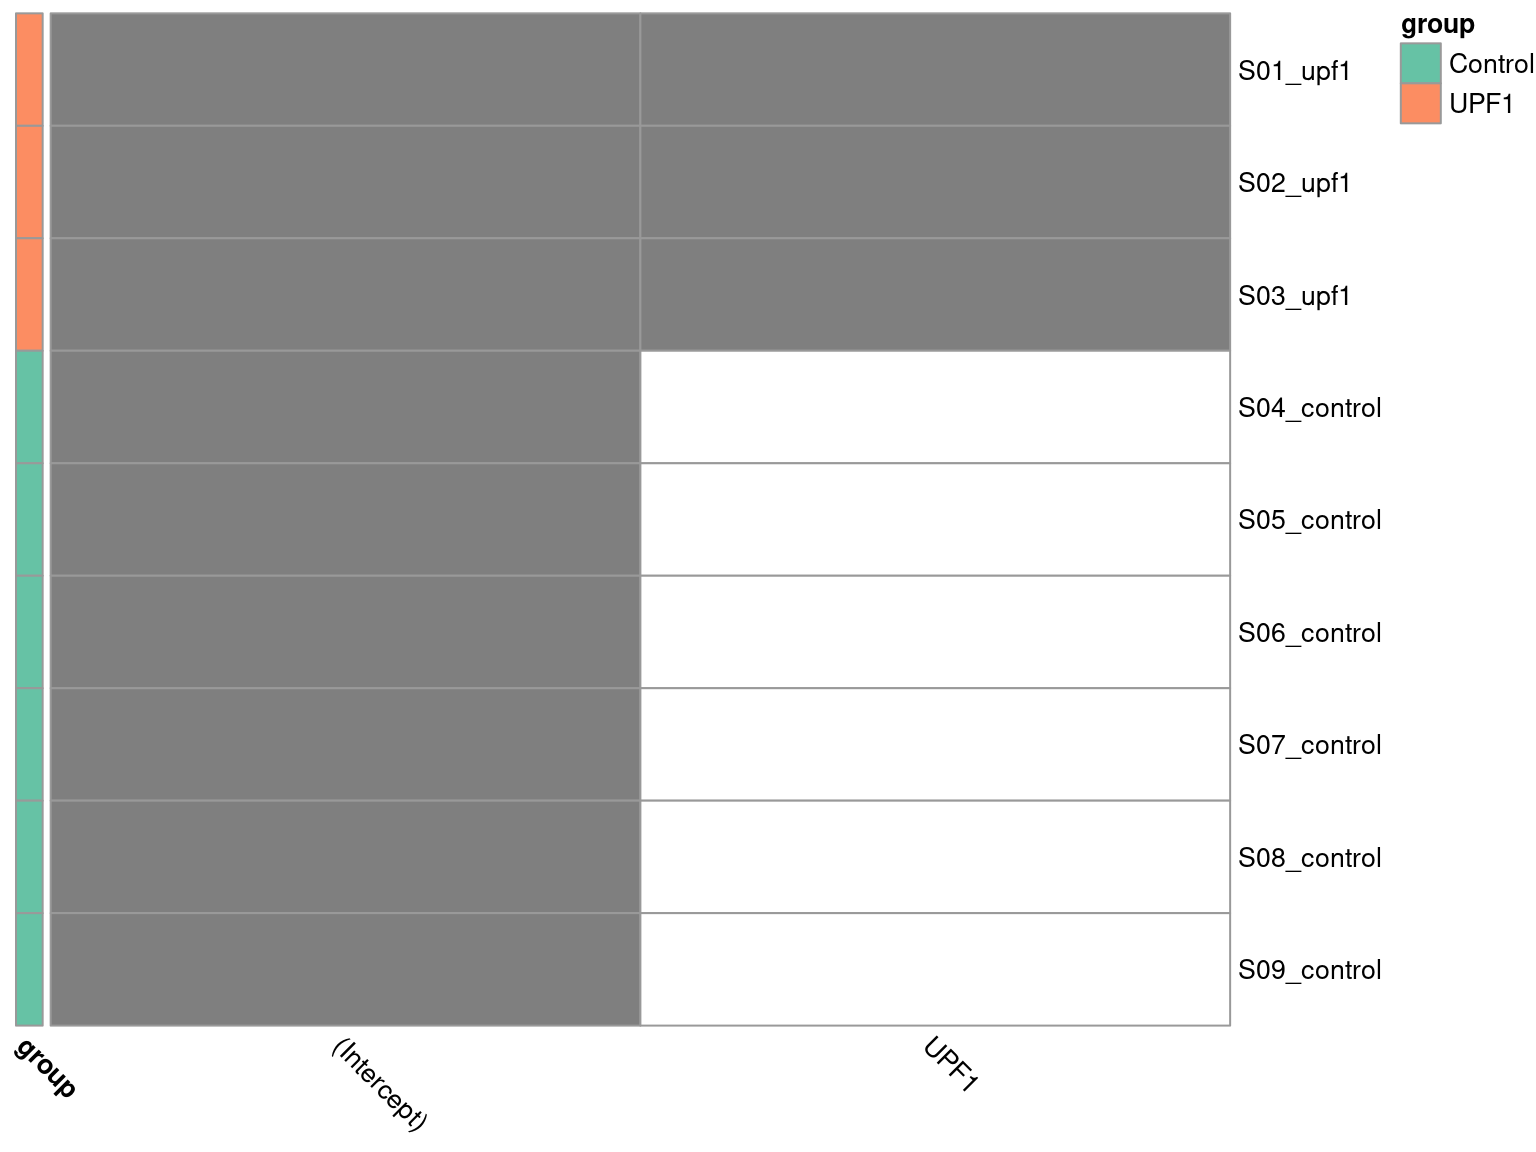 group
Control
UPF1
S01_upf1
S02_upf1
S03_upf1
S04_control
S05_control
S06_control
S07_control
S08_control
S09_control
group
(Intercept)
UPF1